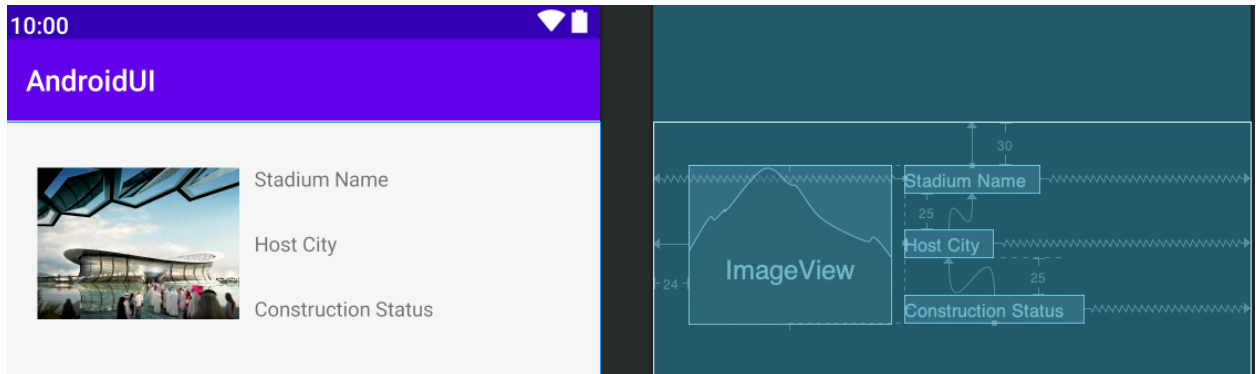 10:00
AndroidUI
Stadium Name
Host City
Construction Status
30
Stadium Name
25
Host City
ImageView
24
25
Construction Status